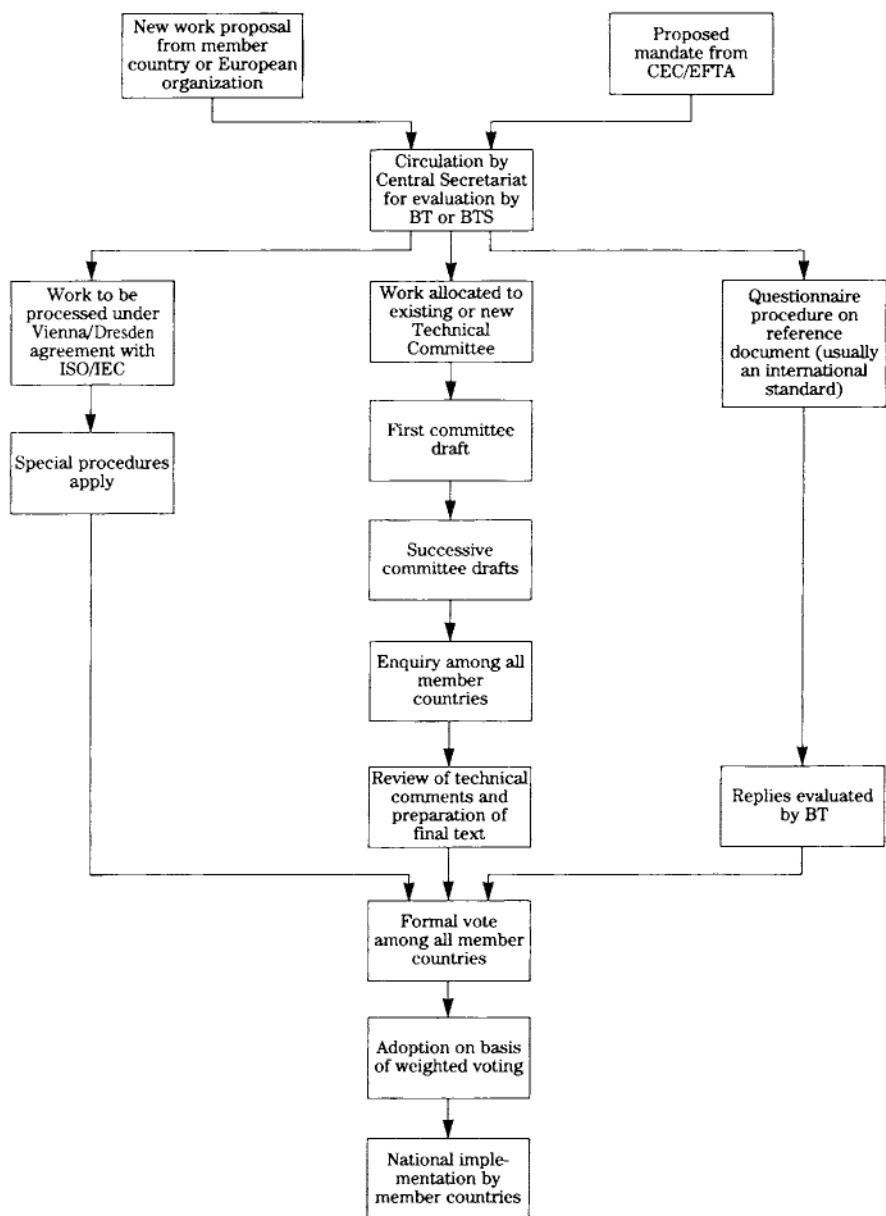 New work proposal
from member
country or European
organization
Proposed
mandate from
CEC/EFTA
Circulation by
Central Secretariat
for evaluation by
BT or BTS
Work to be
processed under
Vienna/Dresden
agreement with
ISO/IEC
Work allocated to
existing or new
Technical
Committee
Questionnaire
procedure on
reference
document (usually
an international
standard)
First committee
draft
Special procedures
apply
Successive
committee drafts
Enquiry among all
member
countries
Review of technical
comments and
preparation of
final text
Replies evaluated
by BT
Formal vote
among all member
countries
Adoption on basis
of weighted voting
National imple-
mentation by
member countries